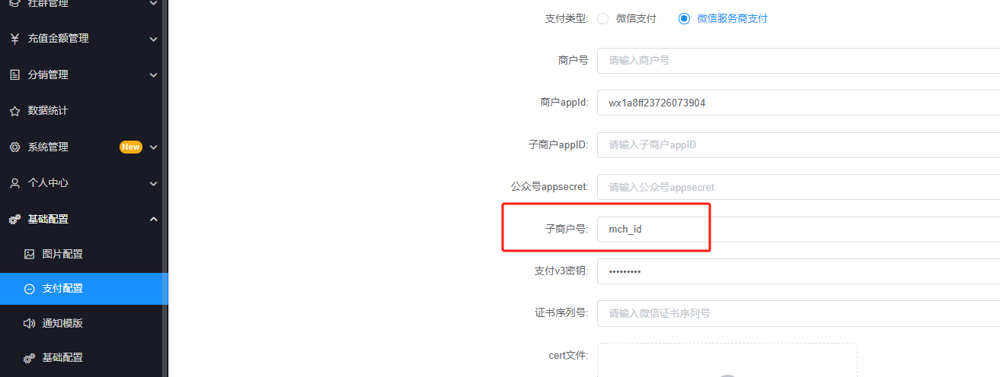 社群管理
充值金额管理
分销管理
数据统计
系统管理 New
个人中心
基础配置
图片配置
支付配置
通知模版
基础配置
支付类型: 微信支付 微信服务商支付
商户号 请输入商户号
商户appId: wx1a8ff23726073904
子商户appID: 请输入子商户appID
公众号appsecret: 请输入公众号appsecret
子商户号: mch_id
支付v3密钥: •••••••••
证书序列号: 请输入微信证书序列号
cert文件: